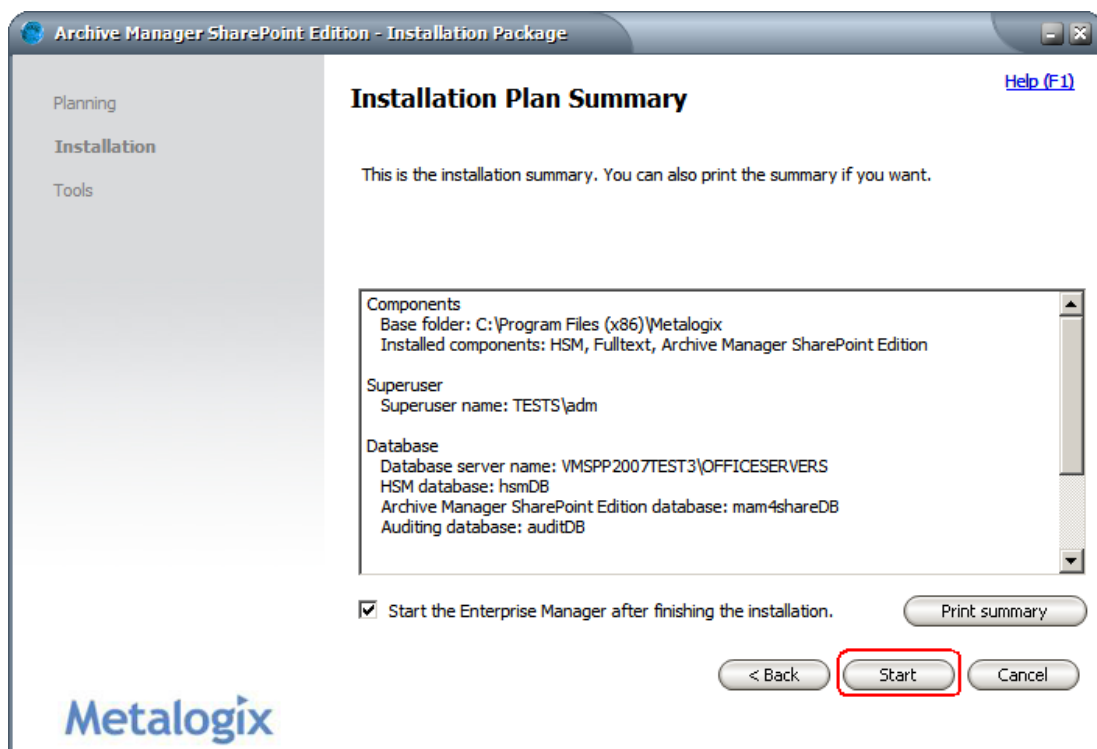 Archive Manager SharePoint Edition - Installation Package
Help (F1)
Planning
Installation
Tools
Installation Plan Summary
This is the installation summary. You can also print the summary if you want.
Components
Base folder: C:\Program Files (x86)\Metalogix
Installed components: HSM, Fulltext, Archive Manager SharePoint Edition
Superuser
Superuser name: TESTS\adm
Database
Database server name: VMSPP2007TEST3\OFFICESERVERS
HSM database: hsmDB
Archive Manager SharePoint Edition database: mam4shareDB
Auditing database: auditDB
Start the Enterprise Manager after finishing the installation.
Print summary
< Back
Start
Cancel
Metalogix